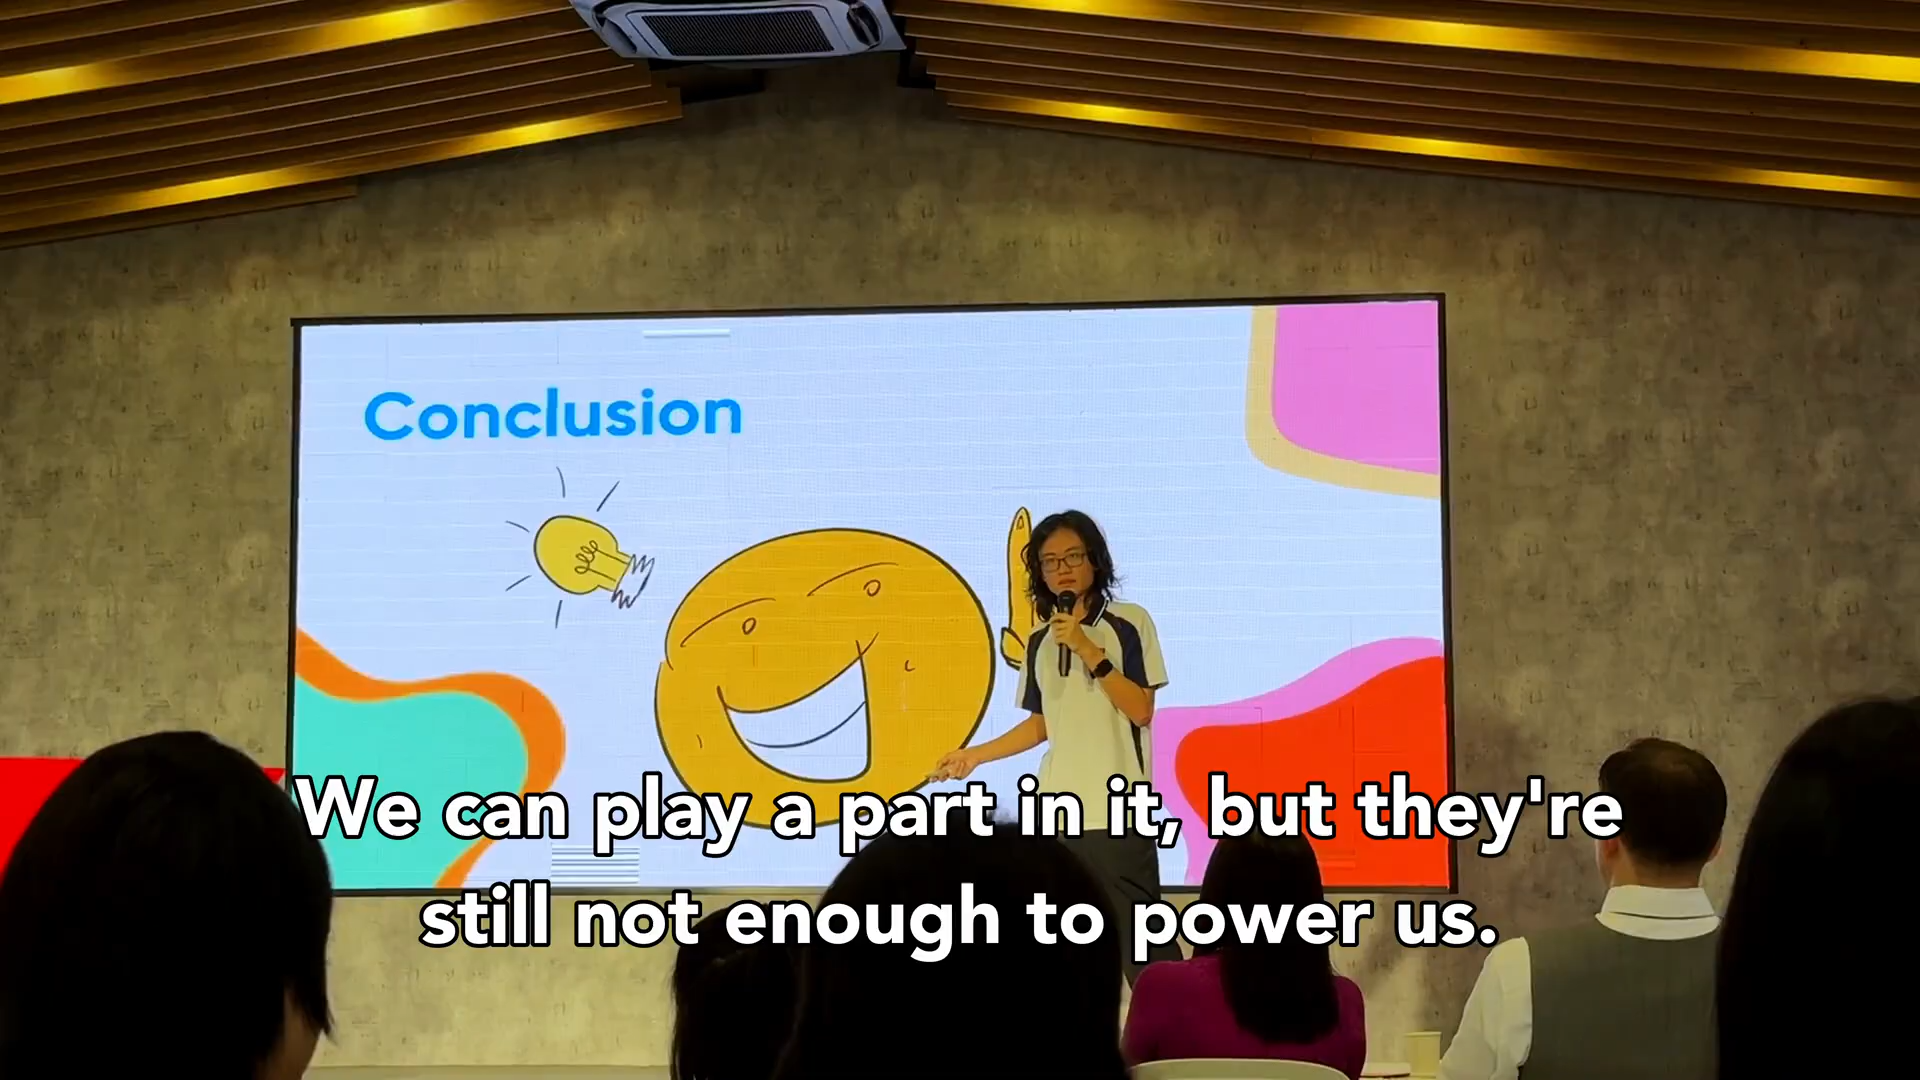 Conclusion
We can play a part in it, but they're
still not enough to power us.